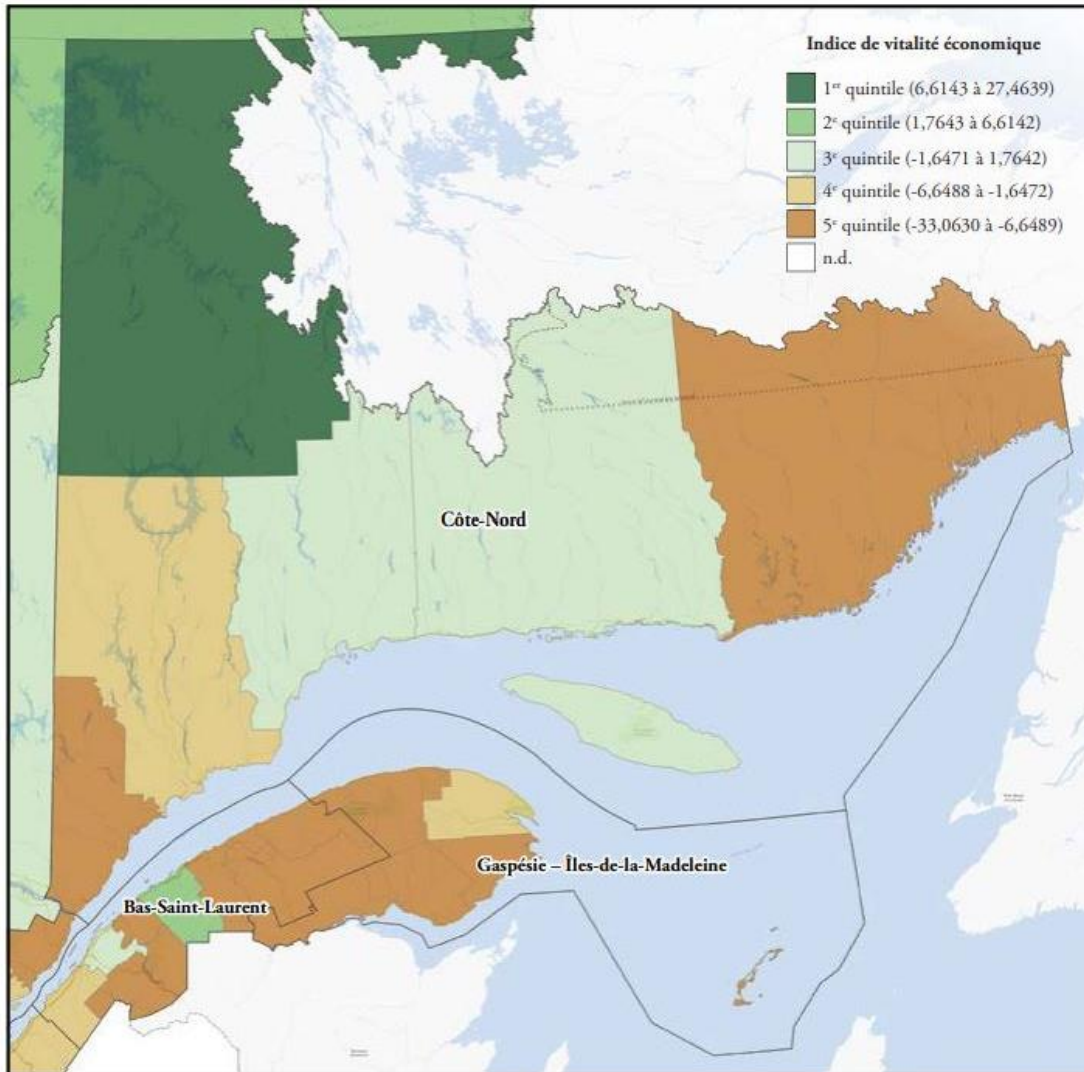 Indice de vitalité économique
1er quintile (6,6143 à 27,4639)
2e quintile (1,7643 à 6,6142)
3e quintile (-1,6471 à 1,7642)
4e quintile (-6,6488 à -1,6472)
5e quintile (-33,0630 à -6,6489)
n.d.
Côte-Nord
Gaspésie – Îles-de-la-Madeleine
Bas-Saint-Laurent